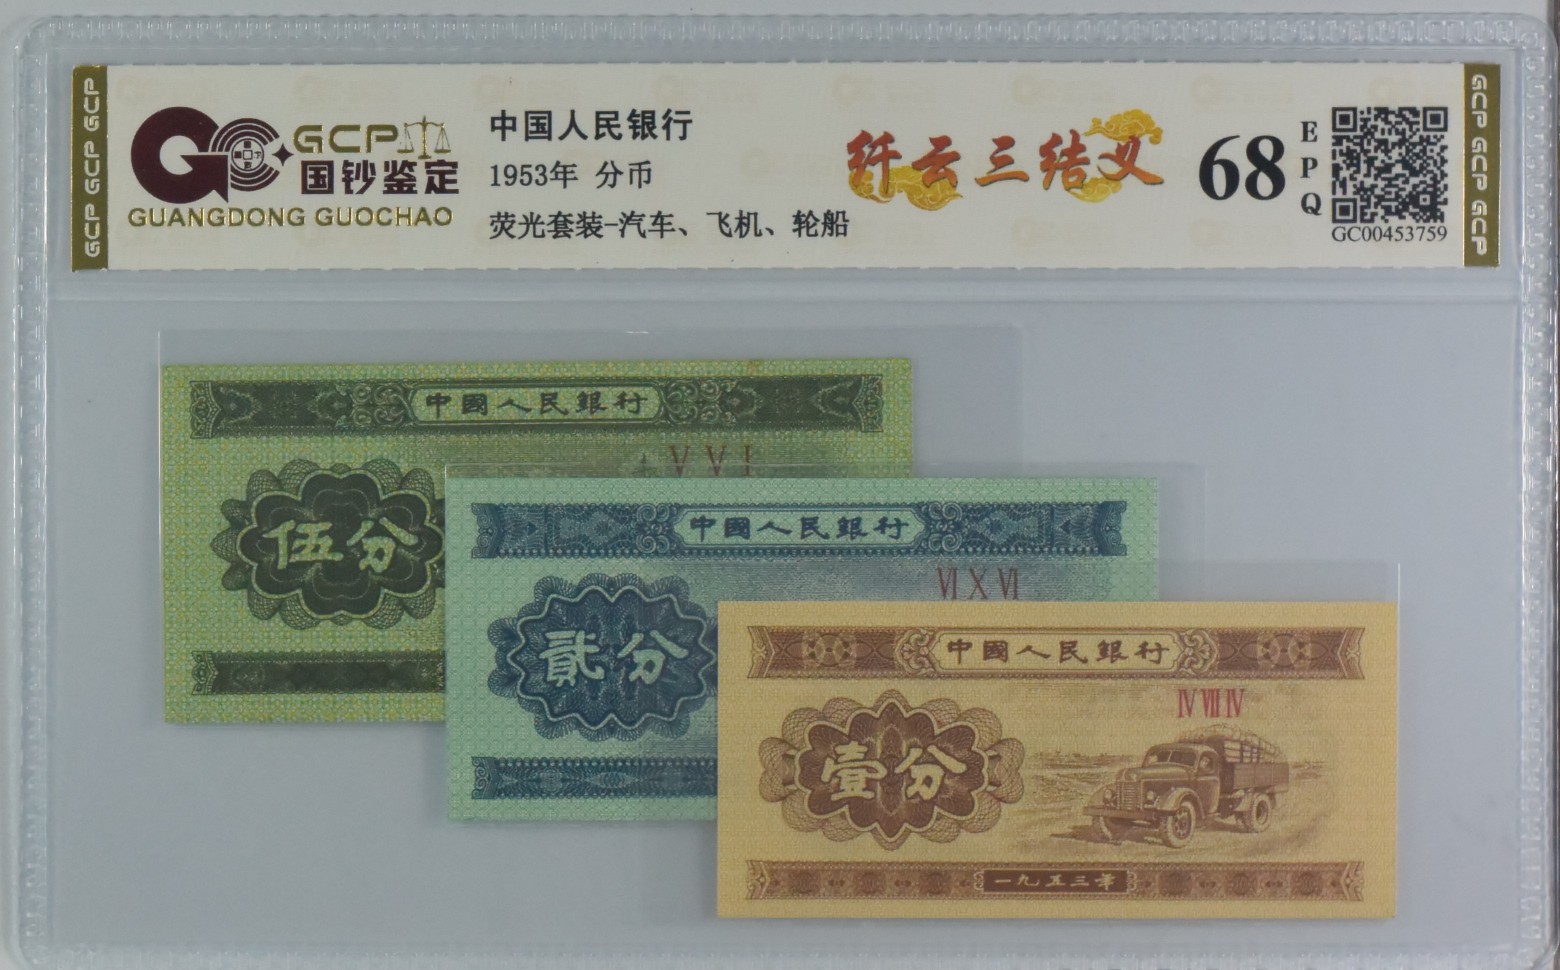 GCP GCP GCP
GCP
国钞鉴定
GUANGDONG GUOCHAO
中国人民银行
1953年 分币
荧光套装-汽车、飞机、轮船
纤云三结义
68
EPQ
GC00453759
GCP GCP GCP
中國人民銀行
V V I
伍分
中國人民銀行
VI X VI
貳分
中國人民銀行
IV VII IV
壹分
一九五三年